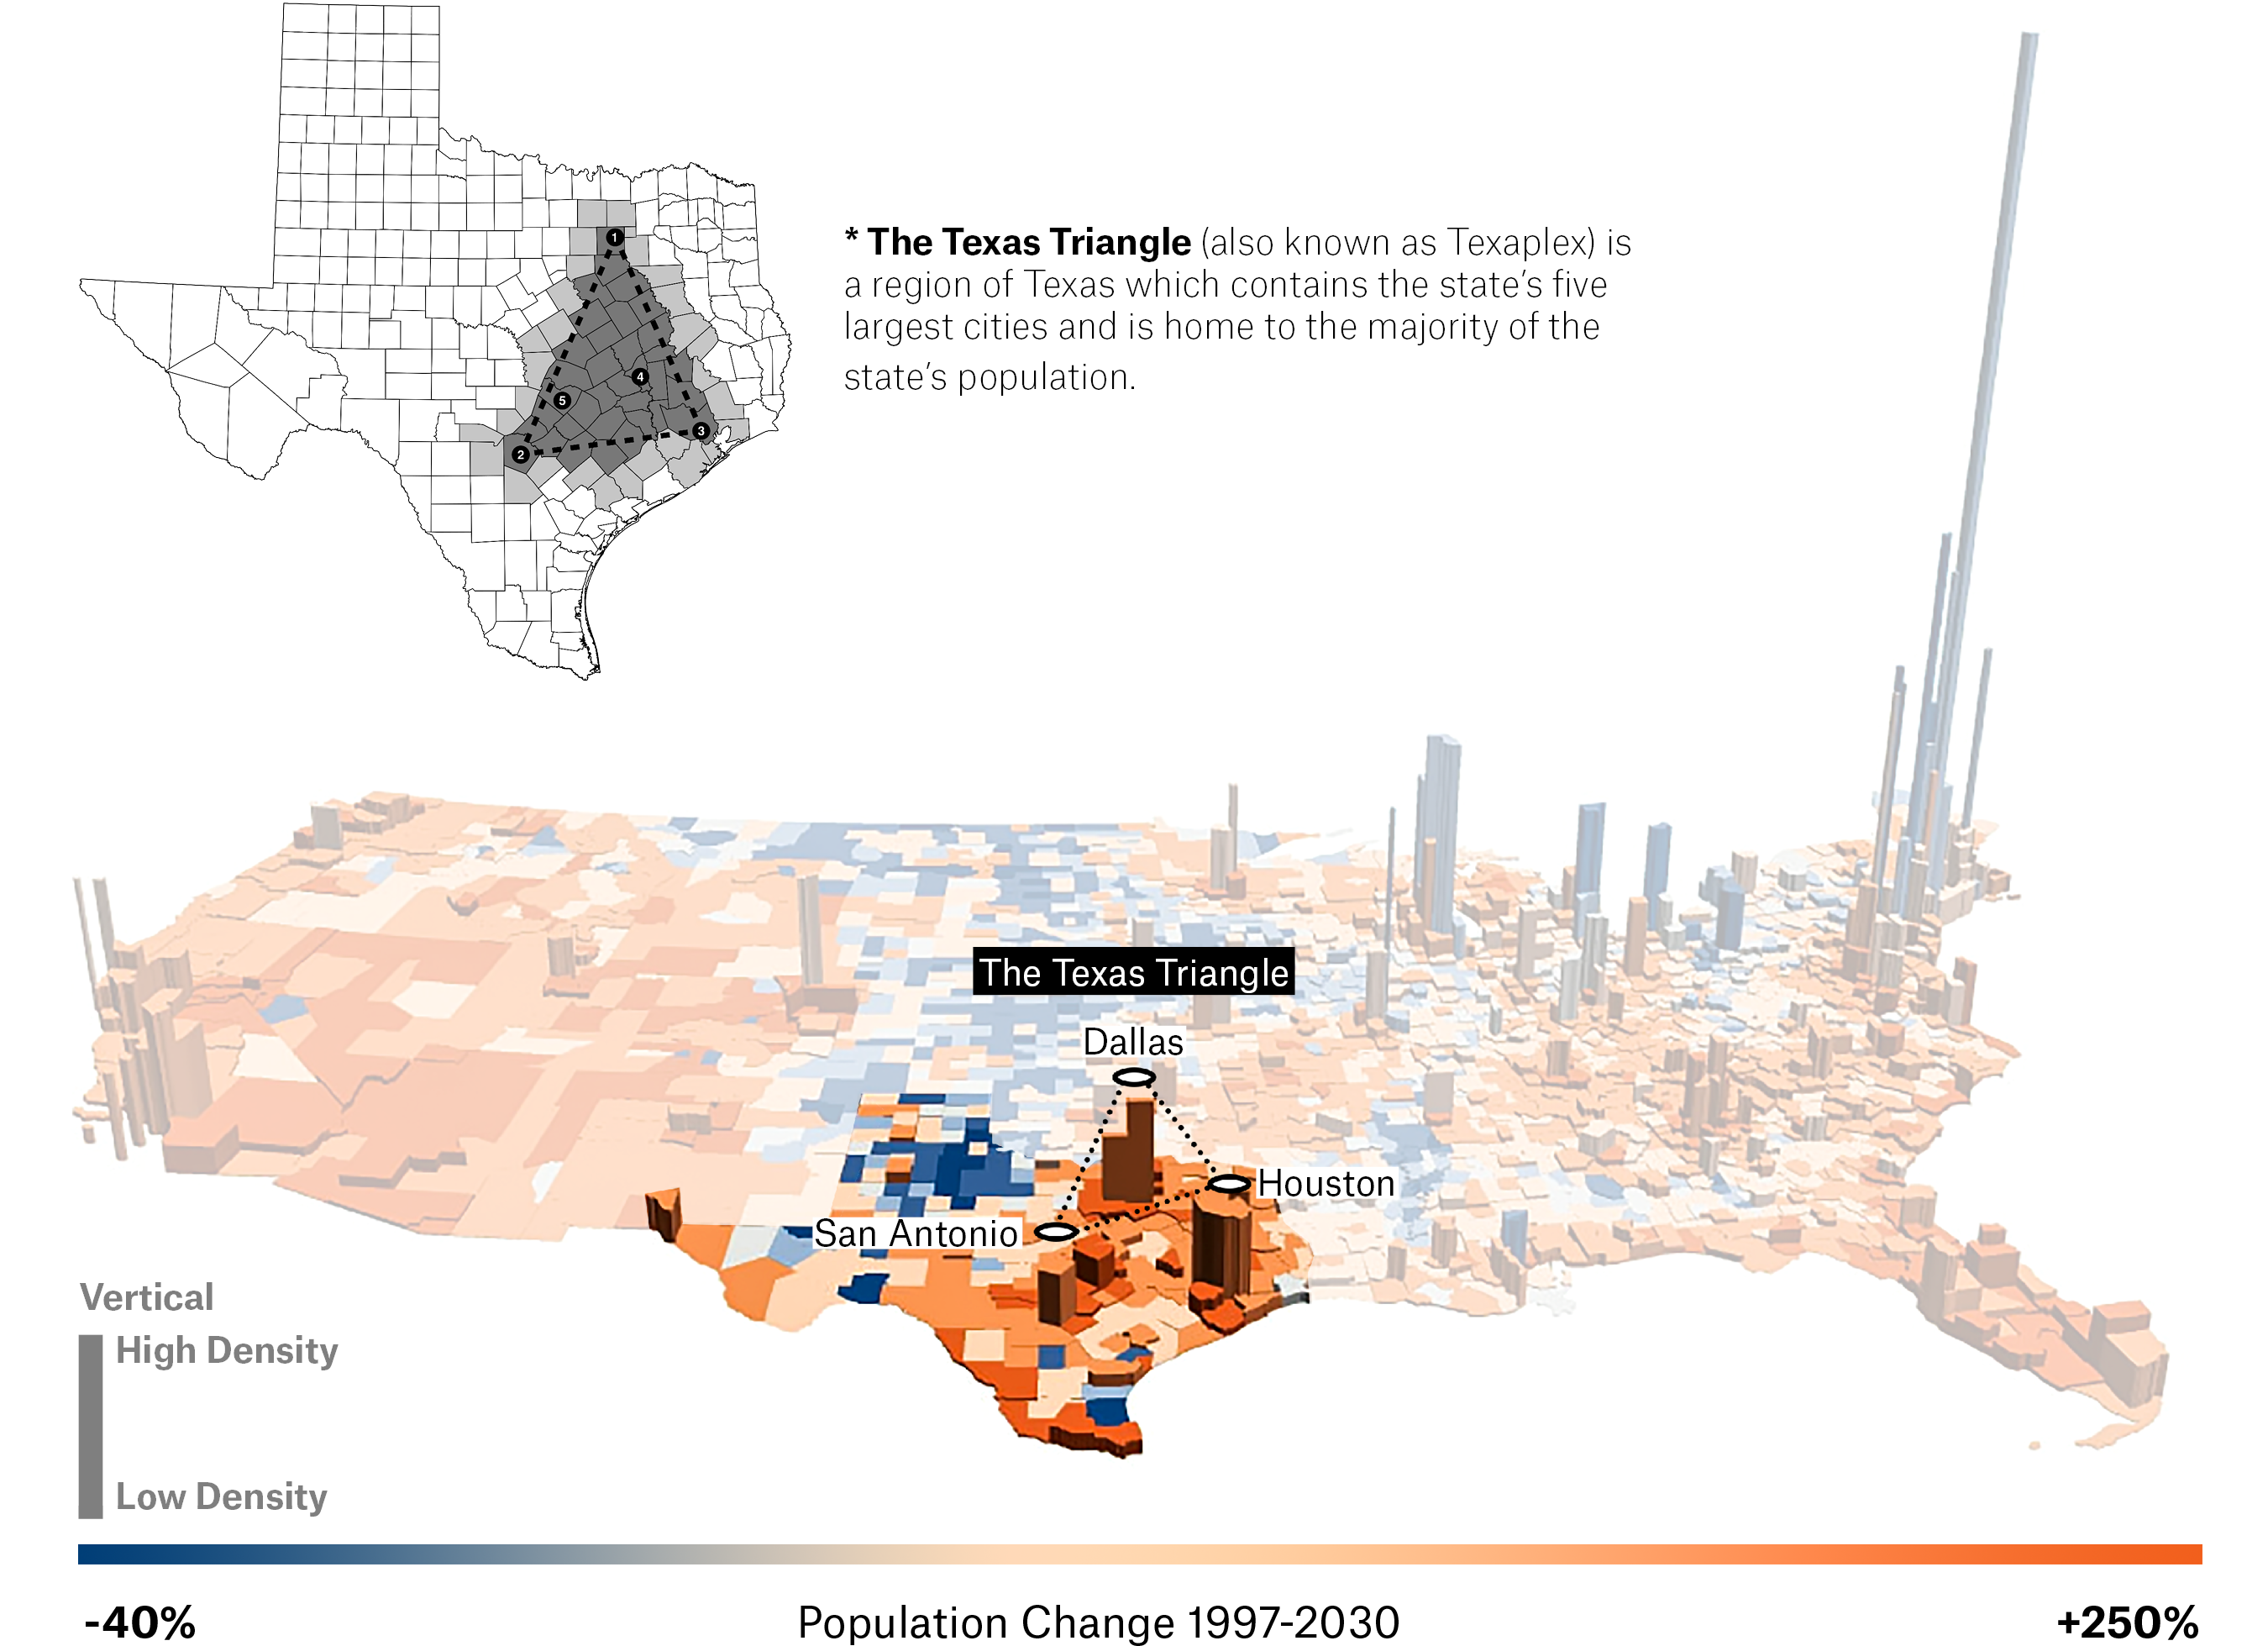 1
* The Texas Triangle (also known as Texaplex) is
a region of Texas which contains the state’s five
largest cities and is home to the majority of the
state’s population.
4
5
3
2
The Texas Triangle
Dallas
Houston
San Antonio
Vertical
High Density
Low Density
-40%
Population Change 1997-2030
+250%